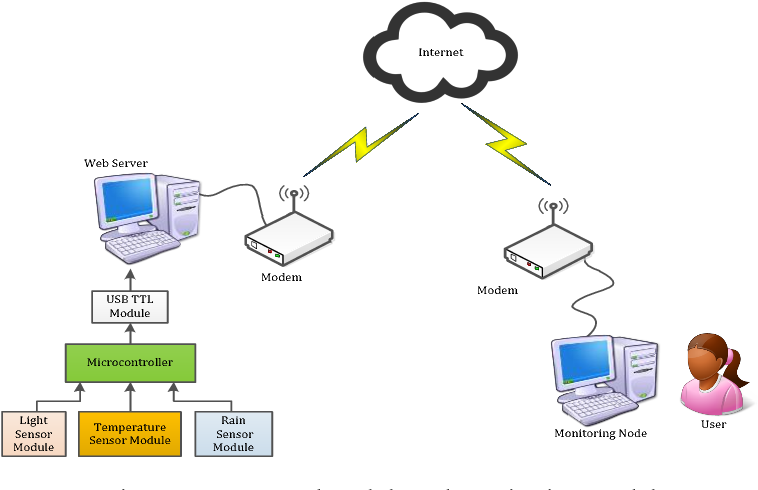 Internet
Web Server
Modem
Modem
USB TTL
Module
Microcontroller
Light
Sensor
Module
Temperature
Sensor Module
Rain
Sensor
Module
Monitoring Node
User